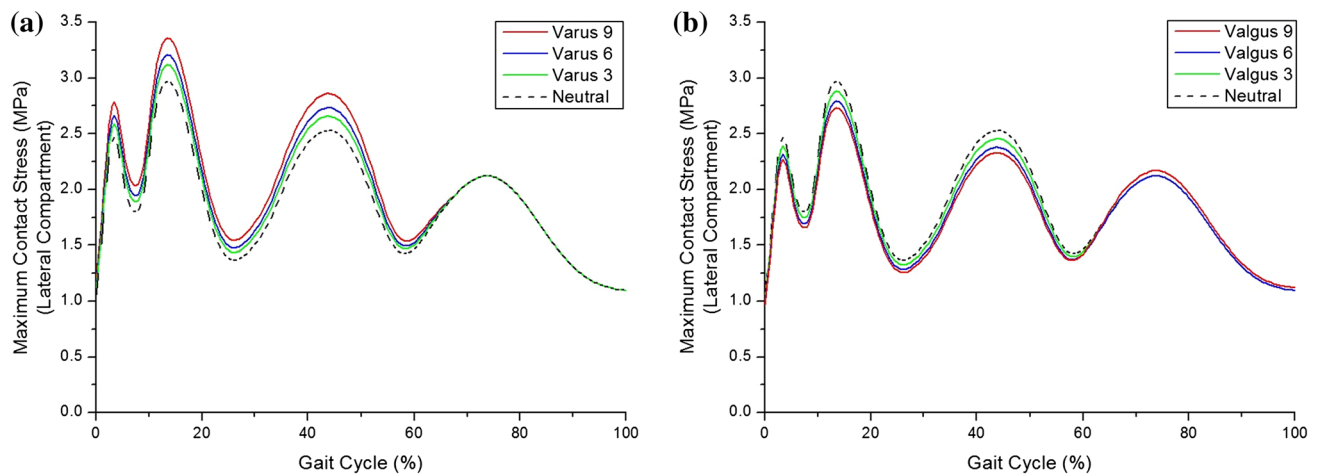 (a)
Maximum Contact Stress (MPa)
(Lateral Compartment)
3.5
3.0
2.5
2.0
1.5
1.0
0.5
0.0
0
20
40
60
80
100
Gait Cycle (%)
Varus 9
Varus 6
Varus 3
Neutral
(b)
Maximum Contact Stress (MPa)
(Lateral Compartment)
3.5
3.0
2.5
2.0
1.5
1.0
0.5
0.0
0
20
40
60
80
100
Gait Cycle (%)
Valgus 9
Valgus 6
Valgus 3
Neutral